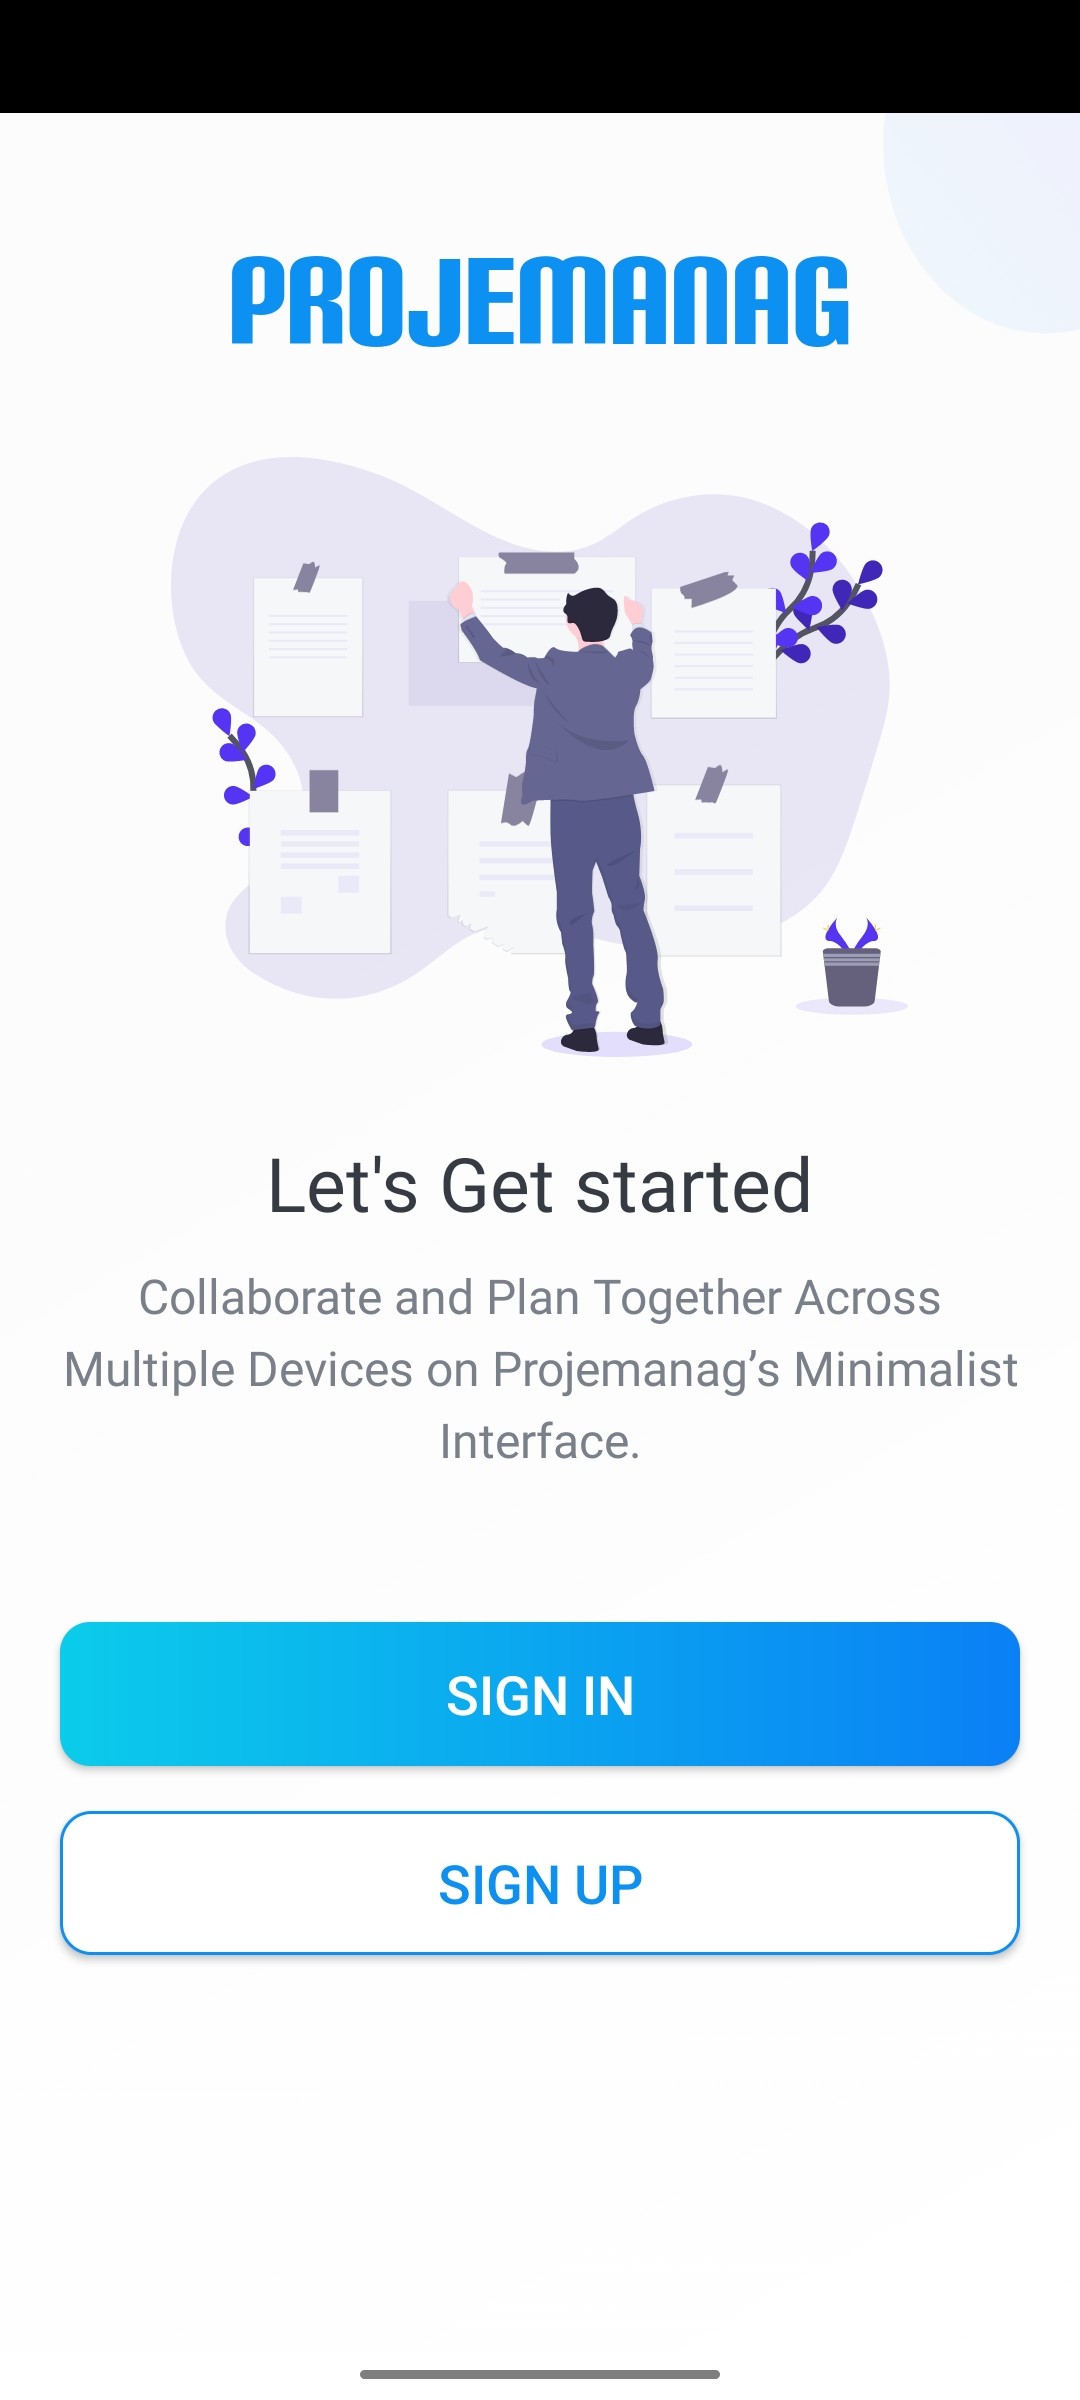 PROJEMANAG
Let's Get started
Collaborate and Plan Together Across
Multiple Devices on Projemanag’s Minimalist
Interface.
SIGN IN
SIGN UP